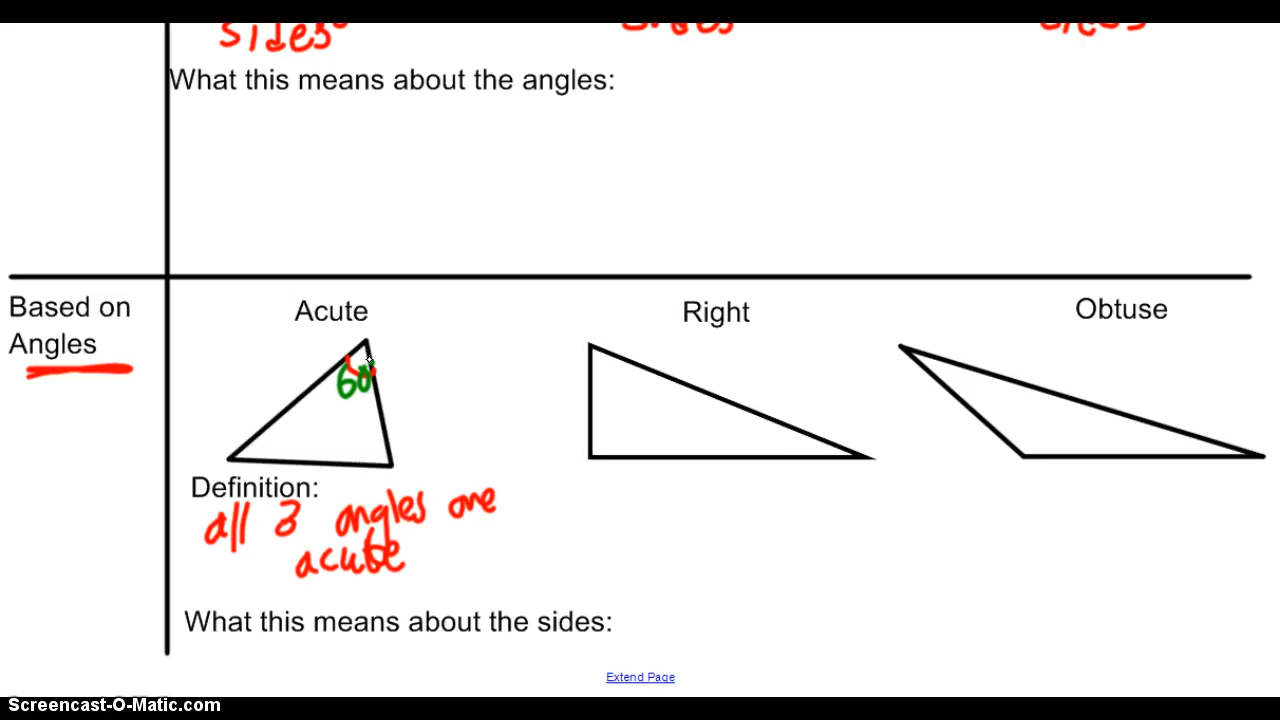 sides
What this means about the angles:
Based on
Angles
Acute
Right
Obtuse
60
Definition:
all 3 angles are
acute
What this means about the sides:
Extend Page
Screencast-O-Matic.com